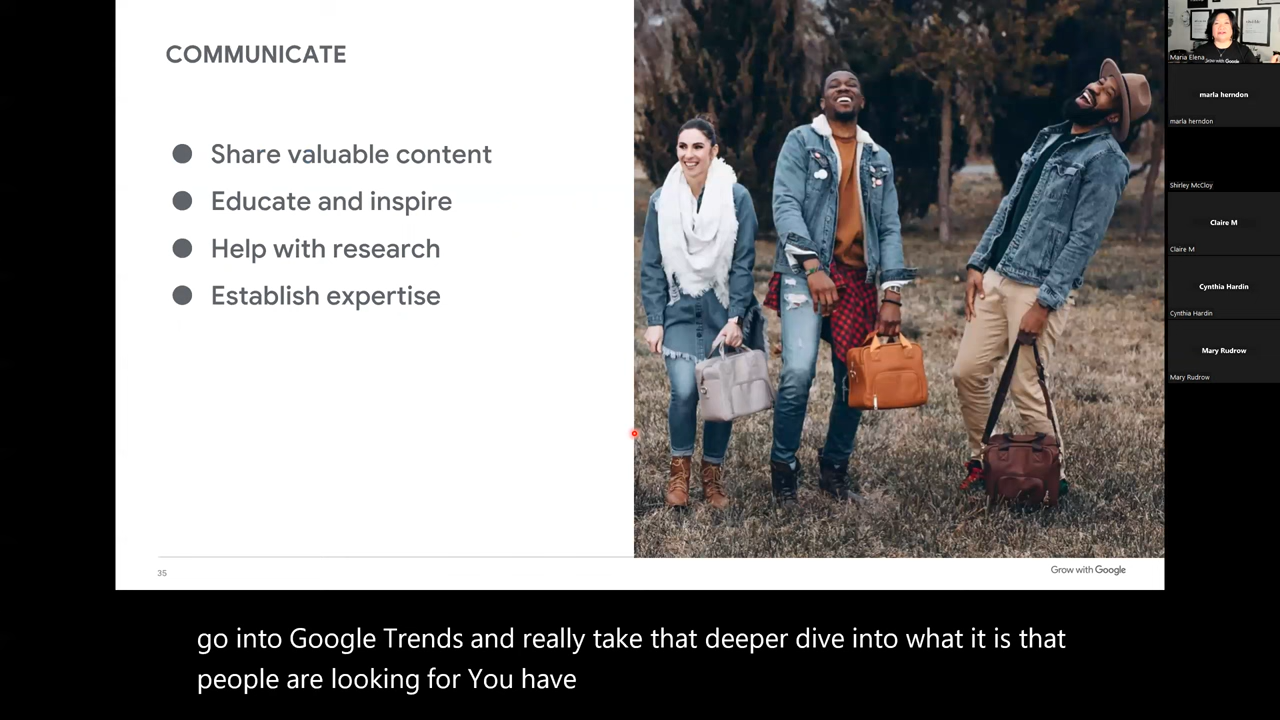 COMMUNICATE
Share valuable content
Educate and inspire
Help with research
Establish expertise
35
Grow with Google
Maria Elena
marla herndon
marla herndon
Shirley McCloy
Claire M
Claire M
Cynthia Hardin
Cynthia Hardin
Mary Rudrow
Mary Rudrow
go into Google Trends and really take that deeper dive into what it is that
people are looking for You have